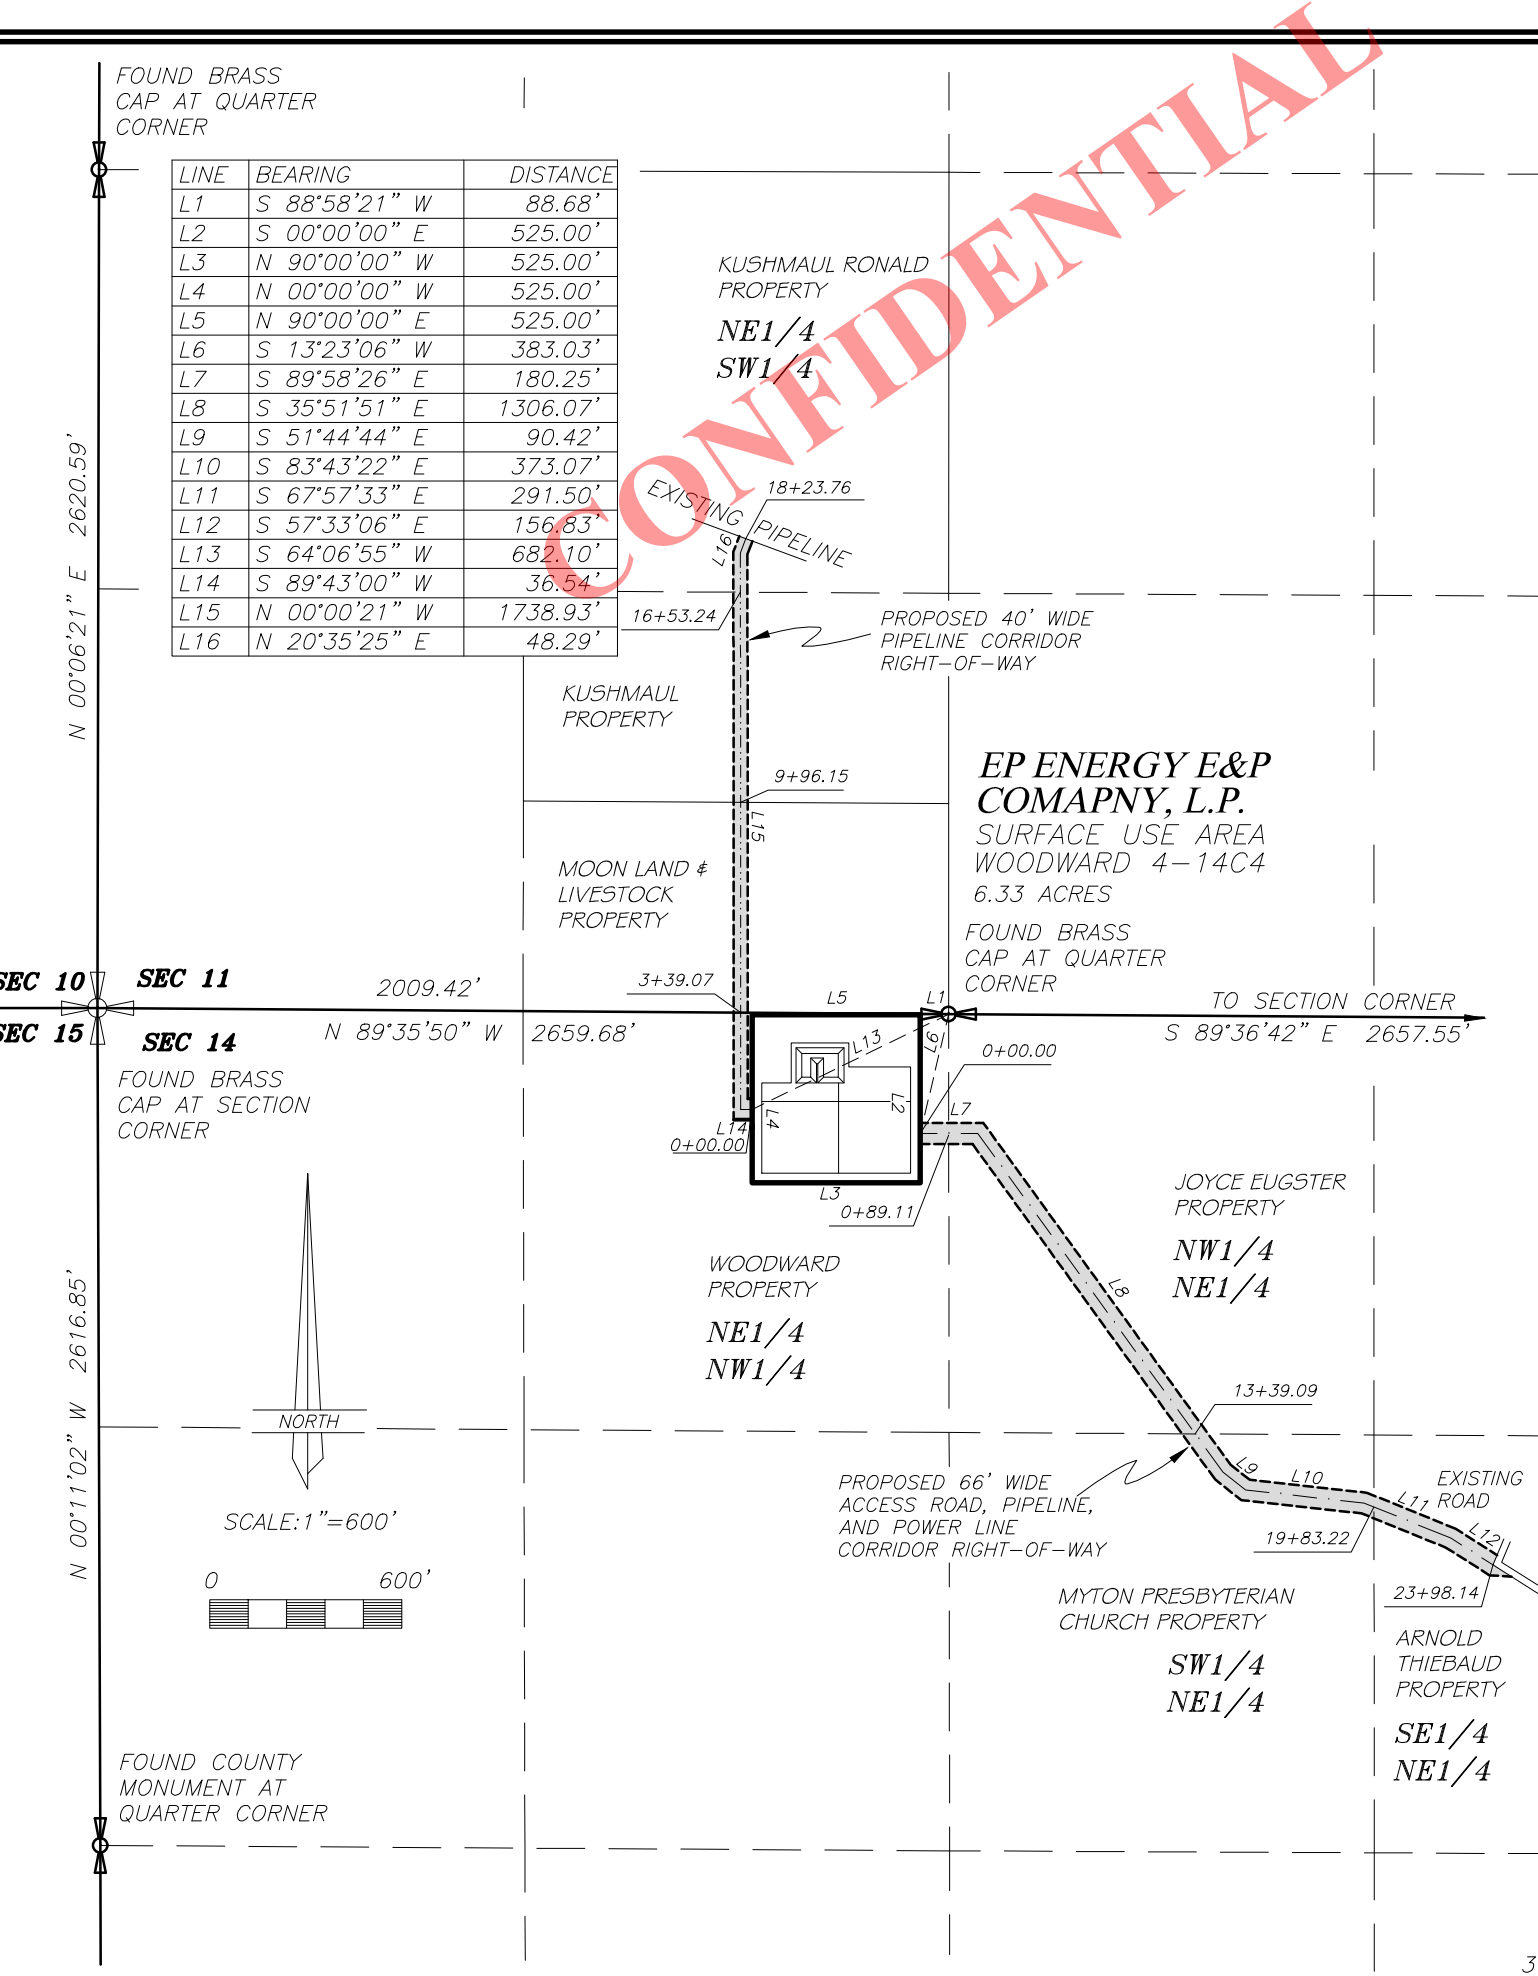 CONFIDENTIAL
FOUND BRASS
CAP AT QUARTER
CORNER
LINE BEARING DISTANCE
L1 S 88°58'21" W 88.68'
L2 S 00°00'00" E 525.00'
L3 N 90°00'00" W 525.00'
L4 N 00°00'00" W 525.00'
L5 N 90°00'00" E 525.00'
L6 S 13°23'06" W 383.03'
L7 S 89°58'26" E 180.25'
L8 S 35°51'51" E 1306.07'
L9 S 51°44'44" E 90.42'
L10 S 83°43'22" E 373.07'
L11 S 67°57'33" E 291.50'
L12 S 57°33'06" E 156.83'
L13 S 64°06'55" W 682.10'
L14 S 89°43'00" W 36.54'
L15 N 00°00'21" W 1738.93'
L16 N 20°35'25" E 48.29'
KUSHMAUL RONALD
PROPERTY
NE1/4
SW1/4
N 00°06'21" E 2620.59'
EXISTING PIPELINE
18+23.76
L16
16+53.24
PROPOSED 40' WIDE
PIPELINE CORRIDOR
RIGHT-OF-WAY
KUSHMAUL
PROPERTY
9+96.15
L15
EP ENERGY E&P
COMAPNY, L.P.
SURFACE USE AREA
WOODWARD 4-14C4
6.33 ACRES
MOON LAND &
LIVESTOCK
PROPERTY
FOUND BRASS
CAP AT QUARTER
CORNER
SEC 10
SEC 11
SEC 15
SEC 14
2009.42'
3+39.07
L5
L1
TO SECTION CORNER
N 89°35'50" W 2659.68'
S 89°36'42" E 2657.55'
FOUND BRASS
CAP AT SECTION
CORNER
L13
L6
0+00.00
L2
L7
L4
L14
0+00.00
L3
0+89.11
JOYCE EUGSTER
PROPERTY
NW1/4
NE1/4
WOODWARD
PROPERTY
NE1/4
NW1/4
L8
N 00°11'02" W 2616.85'
NORTH
SCALE: 1"=600'
0 600'
13+39.09
L9
L10
L11
L12
EXISTING
ROAD
PROPOSED 66' WIDE
ACCESS ROAD, PIPELINE,
AND POWER LINE
CORRIDOR RIGHT-OF-WAY
19+83.22
23+98.14
MYTON PRESBYTERIAN
CHURCH PROPERTY
SW1/4
NE1/4
ARNOLD
THIEBAUD
PROPERTY
SE1/4
NE1/4
FOUND COUNTY
MONUMENT AT
QUARTER CORNER
3